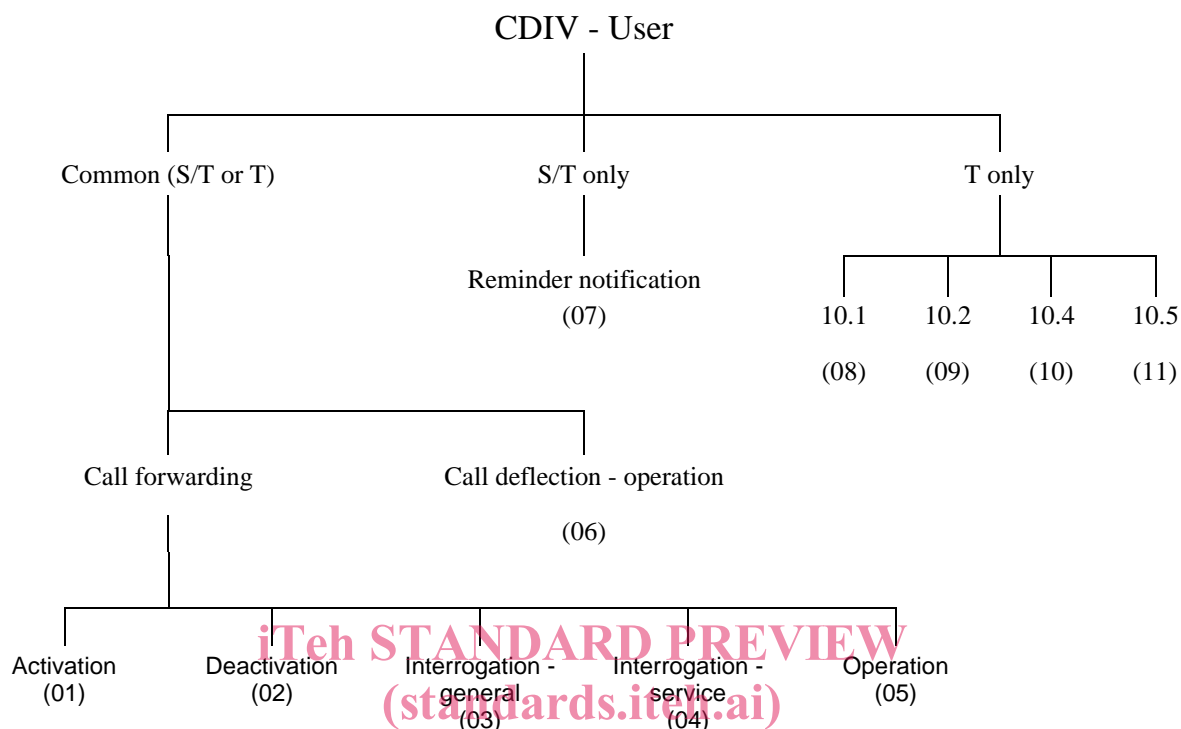 CDIV - User
Common (S/T or T)
S/T only
T only
Reminder notification
(07)
10.1
10.2
10.4
10.5
(08)
(09)
(10)
(11)
Call forwarding
Call deflection - operation
(06)
iTeh STANDARD PREVIEW
(standards.iteh.ai)
Activation
(01)
Deactivation
(02)
Interrogation -
general
(03)
Interrogation -
service
(04)
Operation
(05)